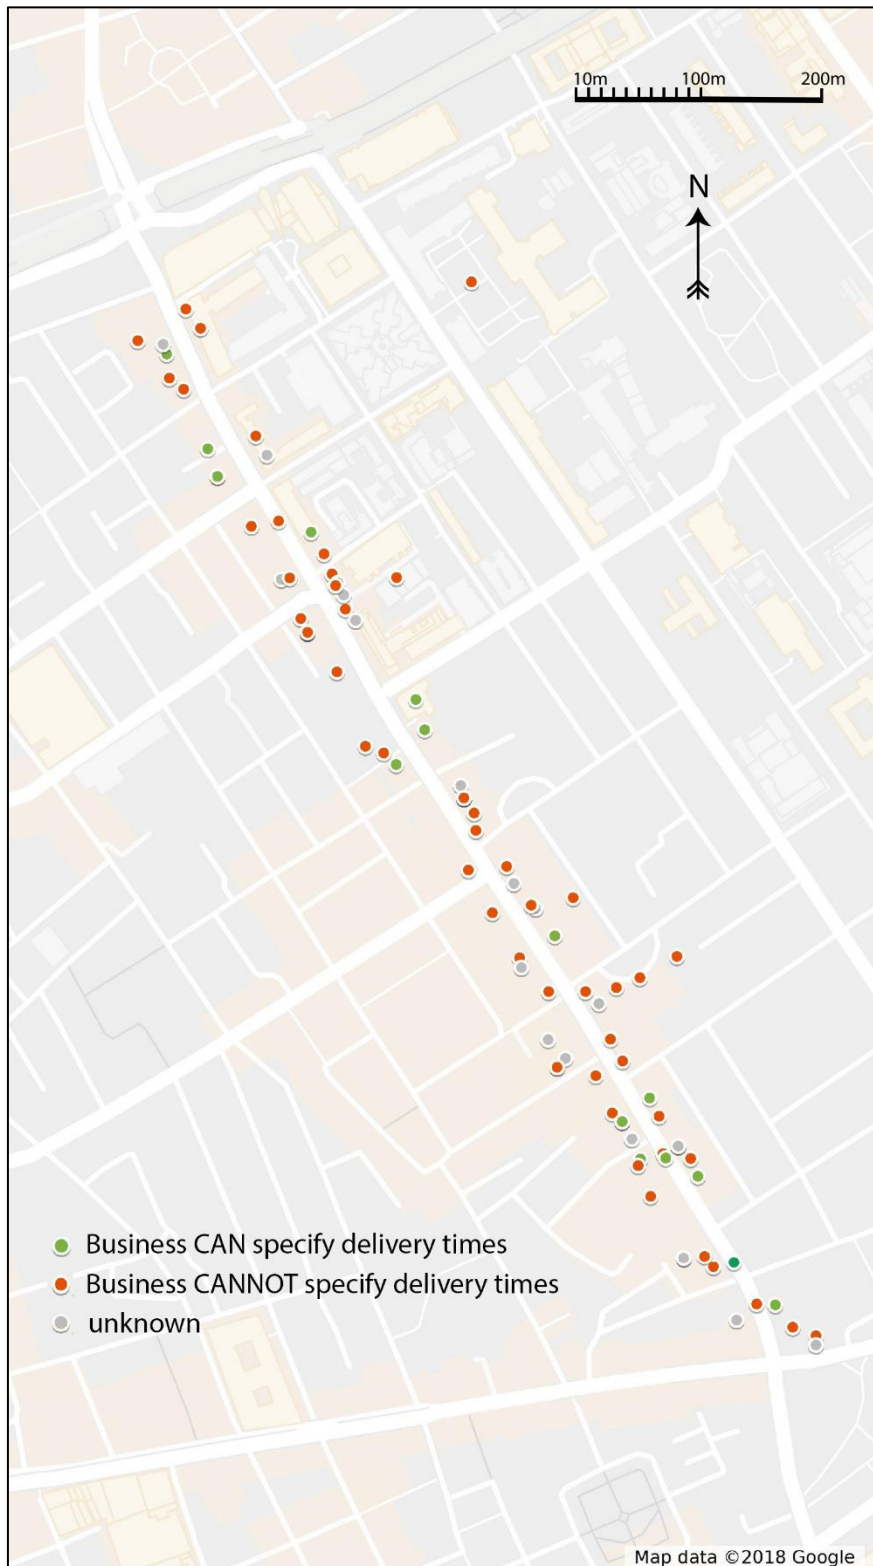 10m 100m 200m
N
Business CAN specify delivery times
Business CANNOT specify delivery times
unknown
Map data ©2018 Google